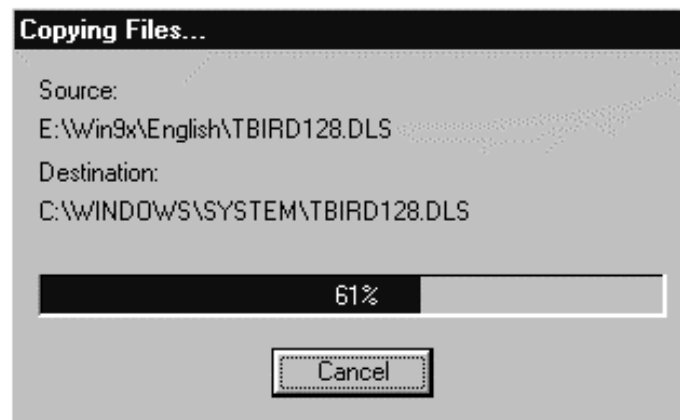 Copying Files...
Source:
E:\Win9x\English\TBIRD128.DLS
Destination:
C:\WINDOWS\SYSTEM\TBIRD128.DLS
61%
Cancel